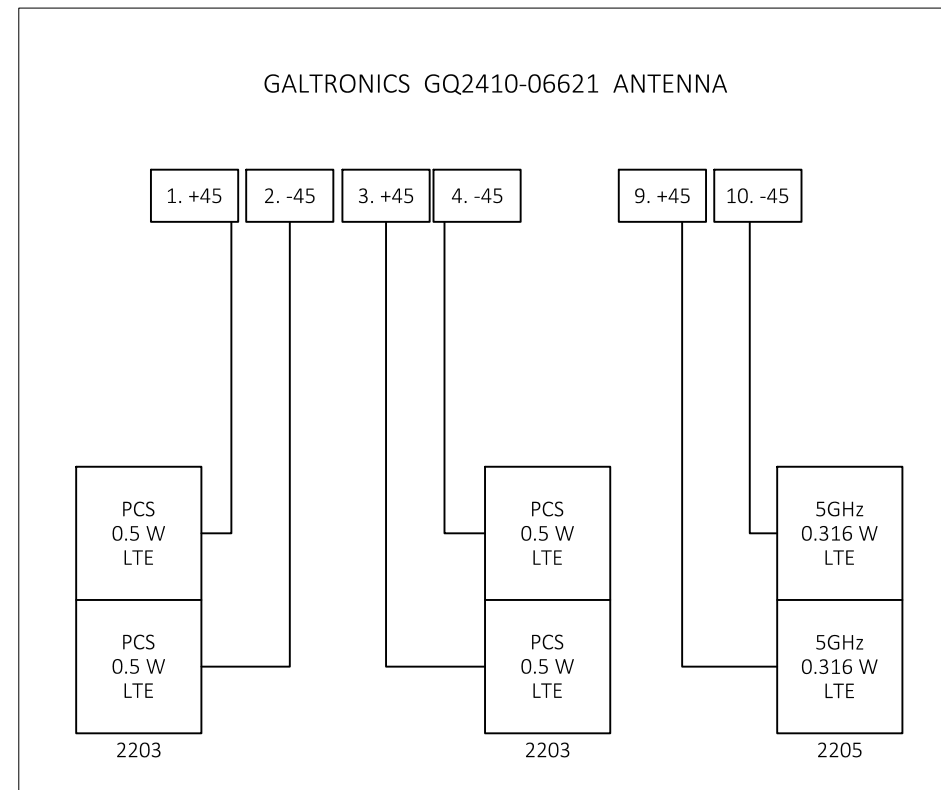 GALTRONICS GQ2410-06621 ANTENNA
1. +45
2. -45
3. +45
4. -45
9. +45
10. -45
PCS
0.5 W
LTE
PCS
0.5 W
LTE
2203
PCS
0.5 W
LTE
PCS
0.5 W
LTE
2203
5GHz
0.316 W
LTE
5GHz
0.316 W
LTE
2205